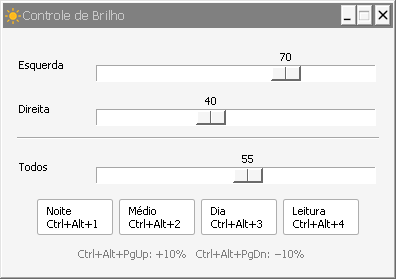 Controle de Brilho
70
Esquerda
40
Direita
55
Todos
Noite
Ctrl+Alt+1
Médio
Ctrl+Alt+2
Dia
Ctrl+Alt+3
Leitura
Ctrl+Alt+4
Ctrl+Alt+PgUp: +10% Ctrl+Alt+PgDn: −10%